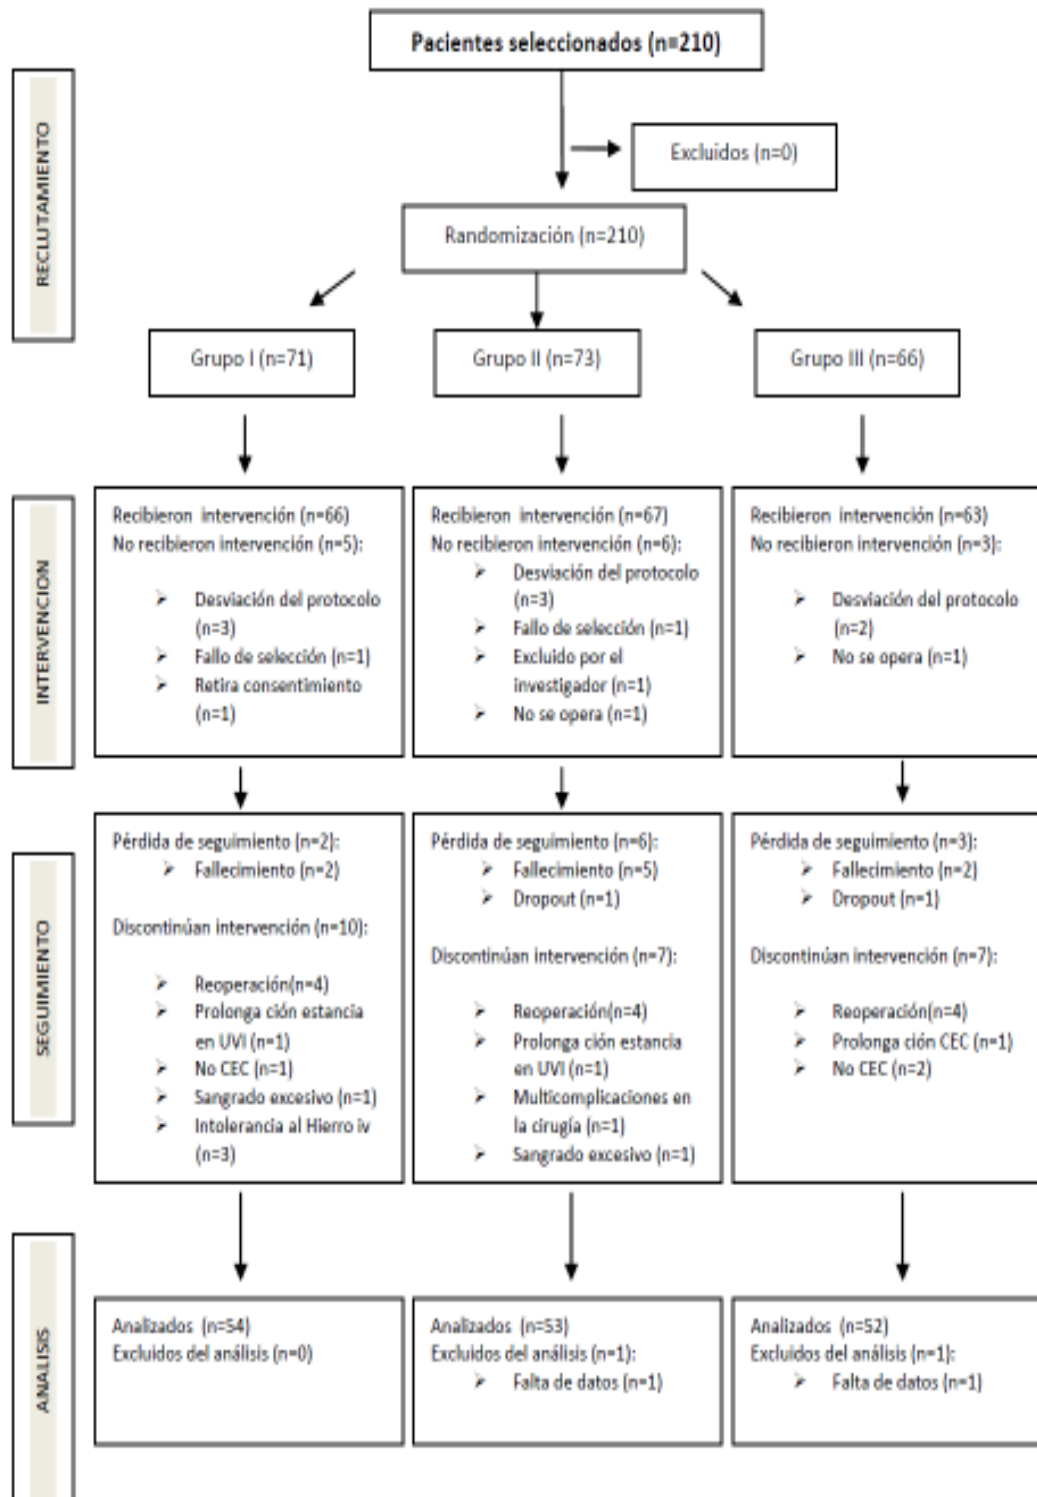 Pacientes seleccionados (n=210)
RECLUTAMIENTO
Excluidos (n=0)
Randomización (n=210)
Grupo I (n=71)
Grupo II (n=73)
Grupo III (n=66)
INTERVENCION
Recibieron intervención (n=66)
No recibieron intervención (n=5):
➢ Desviación del protocolo
(n=3)
➢ Fallo de selección (n=1)
➢ Retira consentimiento
(n=1)
Recibieron intervención (n=67)
No recibieron intervención (n=6):
➢ Desviación del protocolo
(n=3)
➢ Fallo de selección (n=1)
➢ Excluido por el
investigador (n=1)
➢ No se opera (n=1)
Recibieron intervención (n=63)
No recibieron intervención (n=3):
➢ Desviación del protocolo
(n=2)
➢ No se opera (n=1)
SEGUIMIENTO
Pérdida de seguimiento (n=2):
➢ Fallecimiento (n=2)
Discontinúan intervención (n=10):
➢ Reoperación(n=4)
➢ Prolonga ción estancia
en UVI (n=1)
➢ No CEC (n=1)
➢ Sangrado excesivo (n=1)
➢ Intolerancia al Hierro iv
(n=3)
Pérdida de seguimiento (n=6):
➢ Fallecimiento (n=5)
➢ Dropout (n=1)
Discontinúan intervención (n=7):
➢ Reoperación(n=4)
➢ Prolonga ción estancia
en UVI (n=1)
➢ Multicomplicaciones en
la cirugía (n=1)
➢ Sangrado excesivo (n=1)
Pérdida de seguimiento (n=3):
➢ Fallecimiento (n=2)
➢ Dropout (n=1)
Discontinúan intervención (n=7):
➢ Reoperación(n=4)
➢ Prolonga ción CEC (n=1)
➢ No CEC (n=2)
ANALISIS
Analizados (n=54)
Excluidos del análisis (n=0)
Analizados (n=53)
Excluidos del análisis (n=1):
➢ Falta de datos (n=1)
Analizados (n=52)
Excluidos del análisis (n=1):
➢ Falta de datos (n=1)